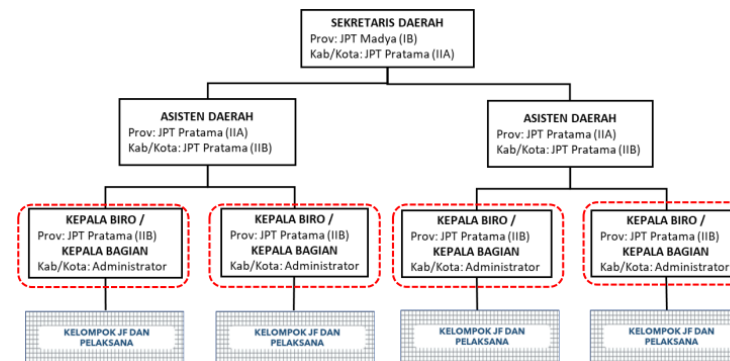 SEKRETARIS DAERAH
Prov: JPT Madya (IB)
Kab/Kota: JPT Pratama (IIA)
ASISTEN DAERAH
Prov: JPT Pratama (IIA)
Kab/Kota: JPT Pratama (IIB)
ASISTEN DAERAH
Prov: JPT Pratama (IIA)
Kab/Kota: JPT Pratama (IIB)
KEPALA BIRO /
Prov: JPT Pratama (IIB)
KEPALA BAGIAN
Kab/Kota: Administrator
KEPALA BIRO /
Prov: JPT Pratama (IIB)
KEPALA BAGIAN
Kab/Kota: Administrator
KEPALA BIRO /
Prov: JPT Pratama (IIB)
KEPALA BAGIAN
Kab/Kota: Administrator
KEPALA BIRO /
Prov: JPT Pratama (IIB)
KEPALA BAGIAN
Kab/Kota: Administrator
KELOMPOK JF DAN
PELAKSANA
KELOMPOK JF DAN
PELAKSANA
KELOMPOK JF DAN
PELAKSANA
KELOMPOK JF DAN
PELAKSANA